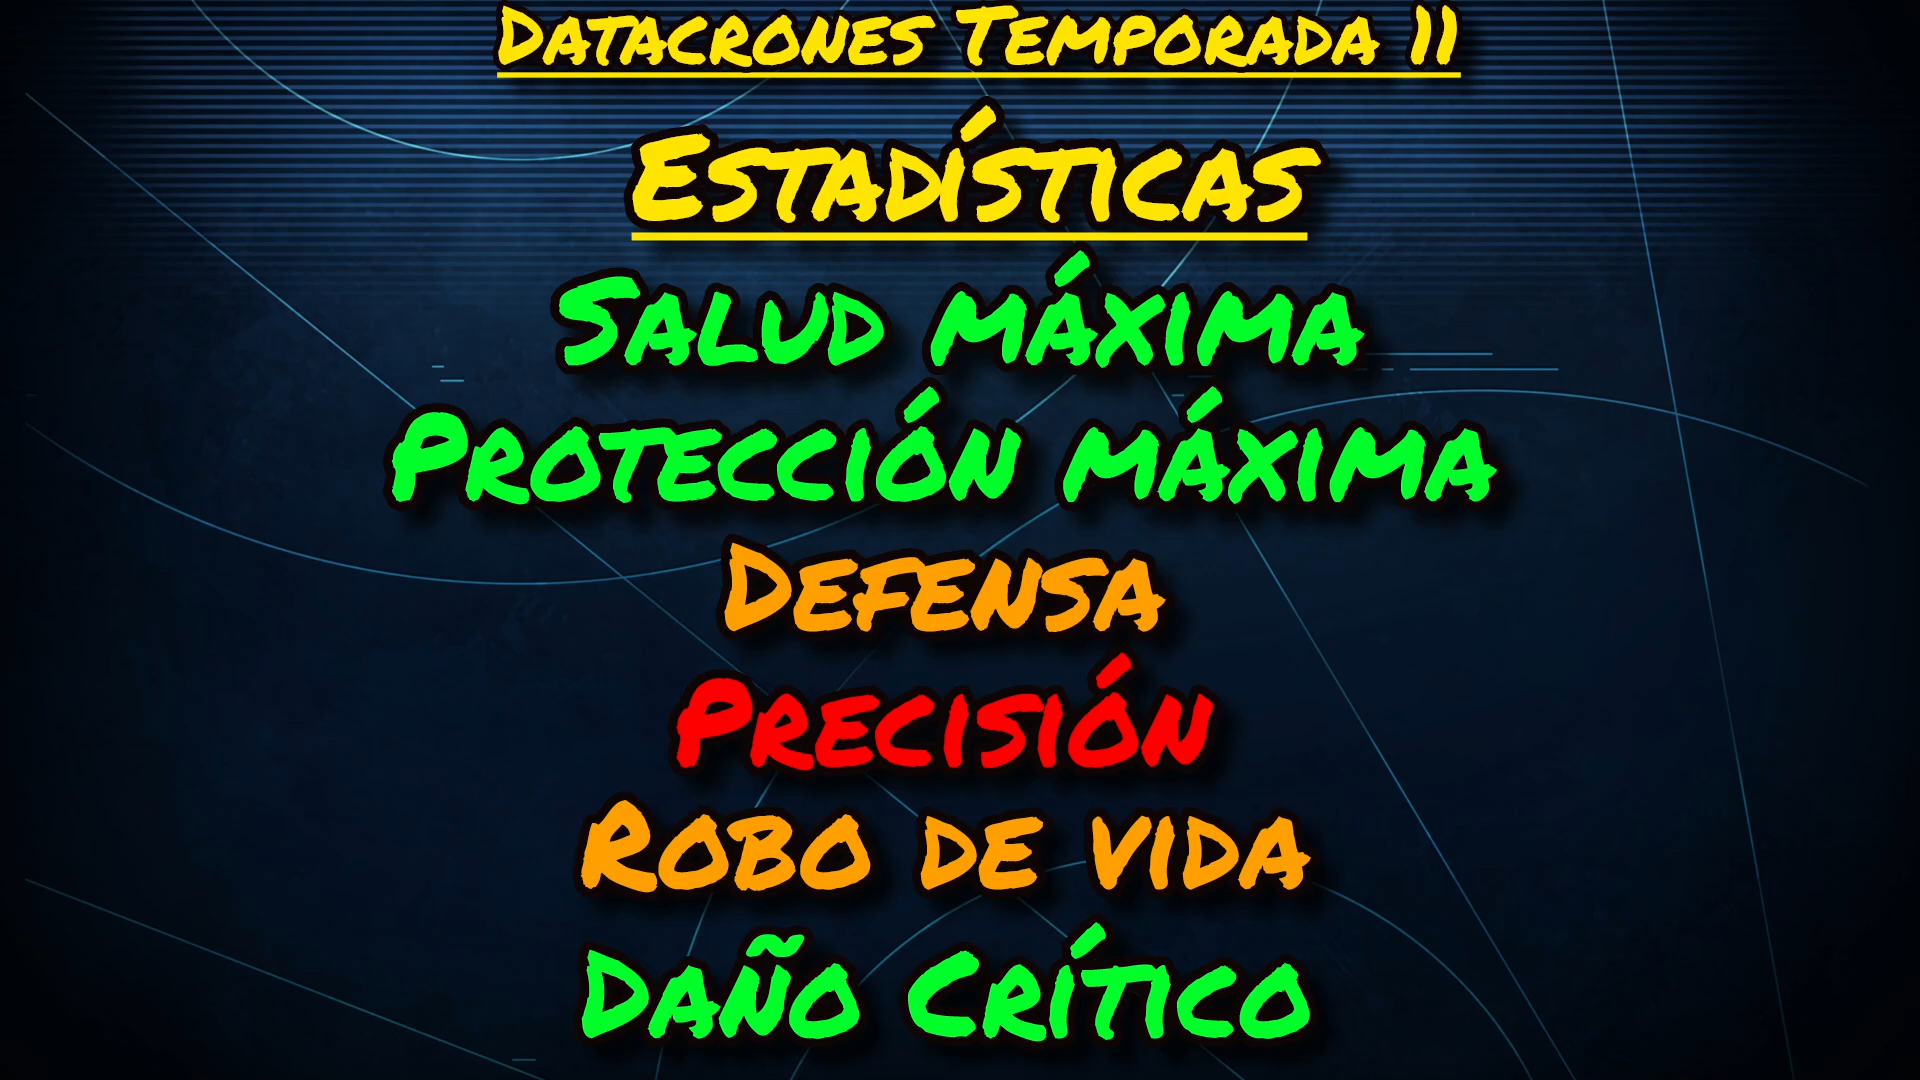 Datacrones Temporada 11
Estadísticas
Salud máxima
Protección máxima
Defensa
Precisión
Robo de vida
Daño Crítico